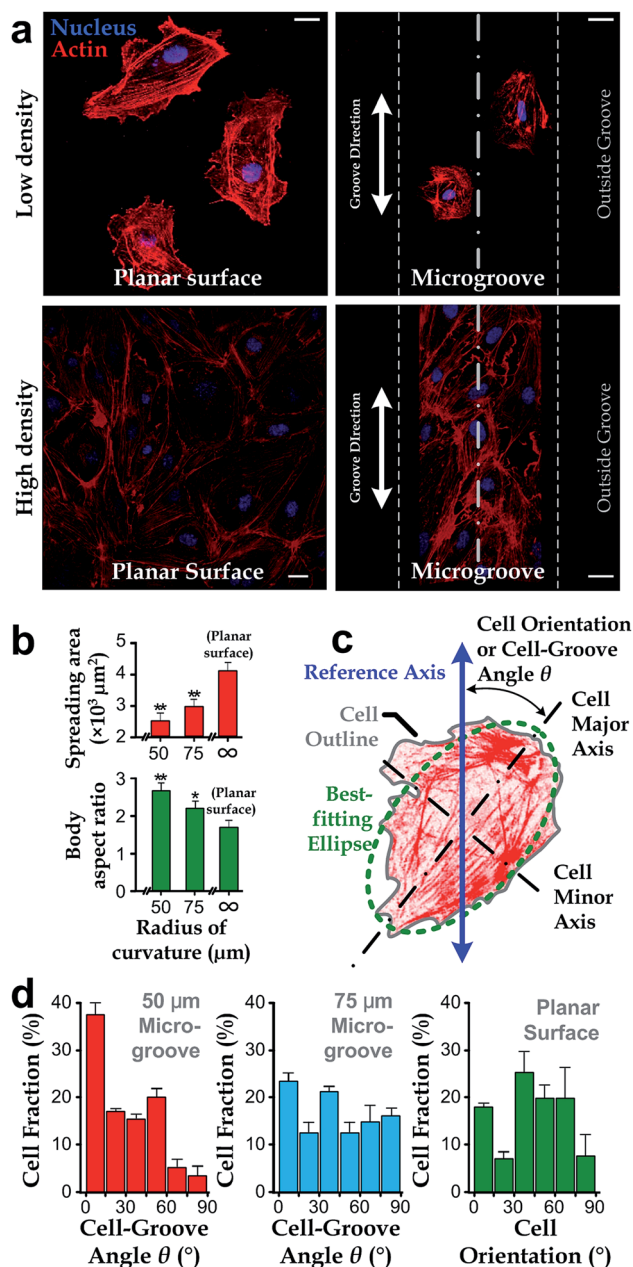 a
Nucleus
Actin
Low density
Planar surface
Groove DIrection
Outside Groove
Microgroove
High density
Planar Surface
Groove DIrection
Outside Groove
Microgroove
b
Spreading area
(×10³ μm²)
5
4
3
2
**
**
(Planar
surface)
50
75
∞
Body
aspect ratio
3
2
1
0
**
*
(Planar
surface)
50
75
∞
Radius of
curvature (μm)
c
Cell Orientation
or Cell-Groove
Angle θ
Reference Axis
Cell
Outline
Cell
Major
Axis
Best-
fitting
Ellipse
Cell
Minor
Axis
d
Cell Fraction (%)
40
30
20
10
0
50 μm
Micro-
groove
0 30 60 90
Cell-Groove
Angle θ (°)
Cell Fraction (%)
40
30
20
10
0
75 μm
Micro-
groove
0 30 60 90
Cell-Groove
Angle θ (°)
Cell Fraction (%)
40
30
20
10
0
Planar
Surface
0 30 60 90
Cell
Orientation (°)